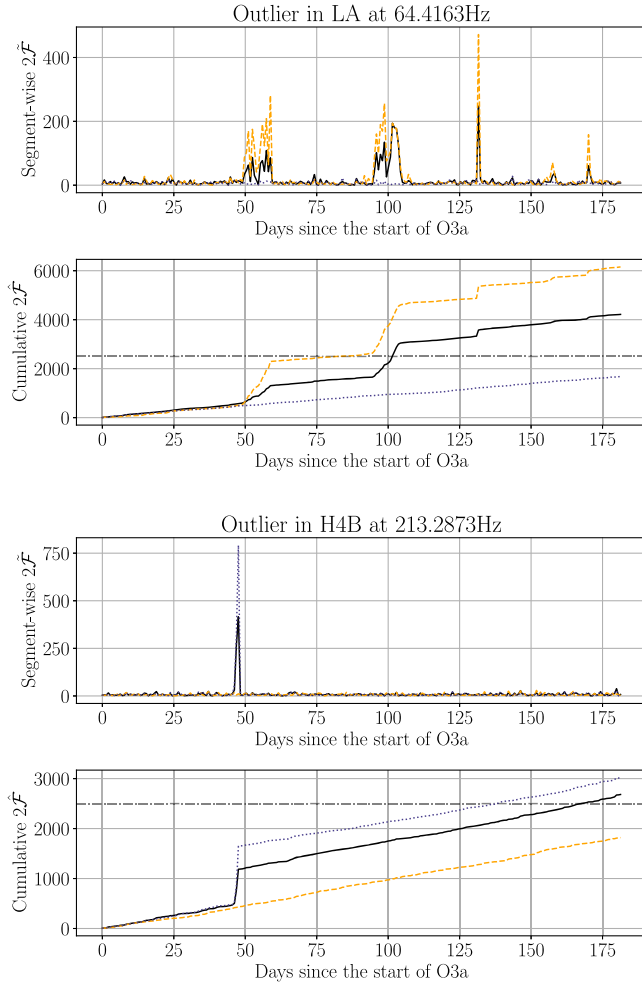 Outlier in LA at 64.4163Hz
Segment-wise 2F̃
400
200
0
0 25 50 75 100 125 150 175
Days since the start of O3a
Cumulative 2F̂
6000
4000
2000
0
0 25 50 75 100 125 150 175
Days since the start of O3a
Outlier in H4B at 213.2873Hz
Segment-wise 2F̃
750
500
250
0
0 25 50 75 100 125 150 175
Days since the start of O3a
Cumulative 2F̂
3000
2000
1000
0
0 25 50 75 100 125 150 175
Days since the start of O3a